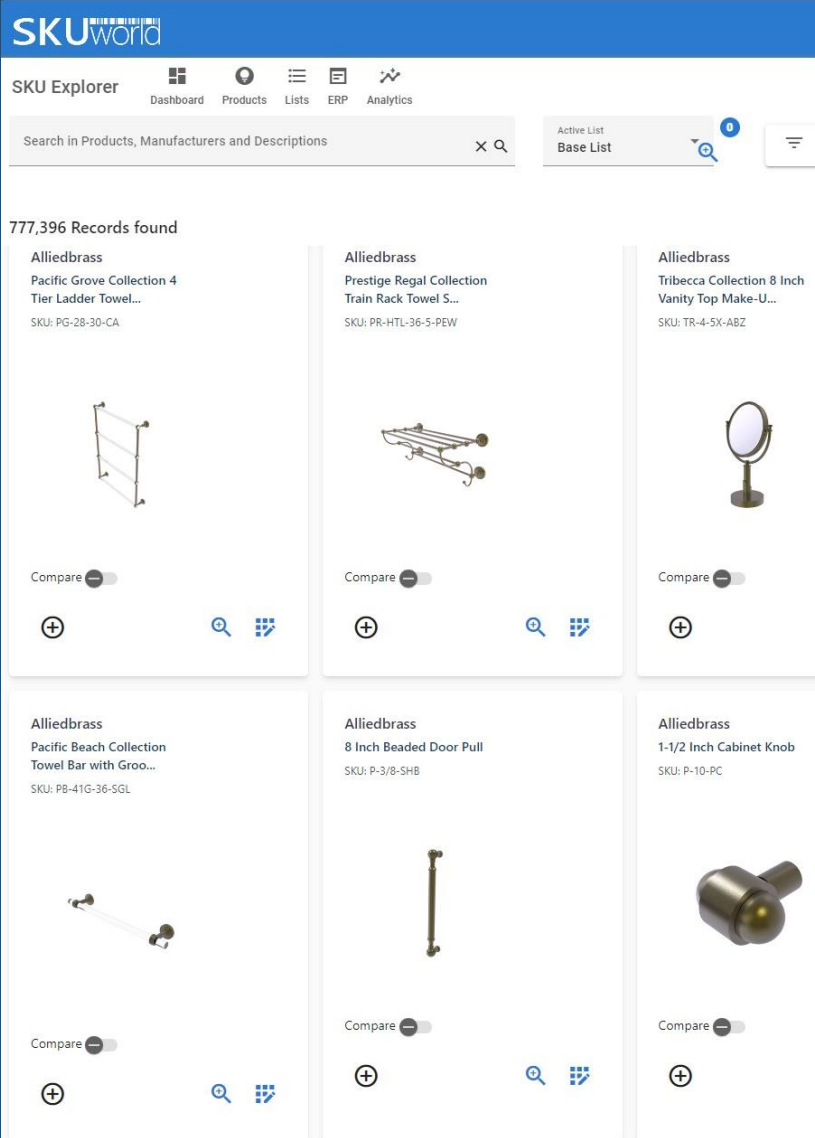 SKUworld
SKU Explorer
Dashboard
Products
Lists
ERP
Analytics
Search in Products, Manufacturers and Descriptions
Active List
Base List
0
777,396 Records found
Alliedbrass
Pacific Grove Collection 4
Tier Ladder Towel...
SKU: PG-28-30-CA
Compare
Alliedbrass
Prestige Regal Collection
Train Rack Towel S...
SKU: PR-HTL-36-5-PEW
Compare
Alliedbrass
Tribecca Collection 8 Inch
Vanity Top Make-U...
SKU: TR-4-5X-ABZ
Compare
Alliedbrass
Pacific Beach Collection
Towel Bar with Groo...
SKU: PB-41G-36-SGL
Compare
Alliedbrass
8 Inch Beaded Door Pull
SKU: P-3/8-SHB
Compare
Alliedbrass
1-1/2 Inch Cabinet Knob
SKU: P-10-PC
Compare